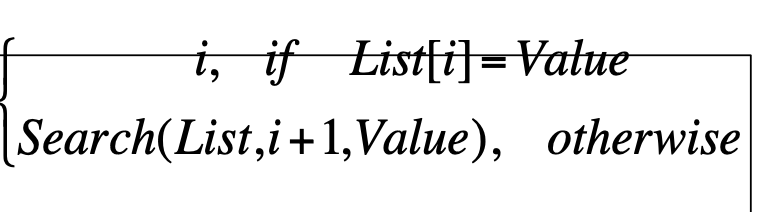 i, if List[i]=Value
Search(List,i+1,Value), otherwise